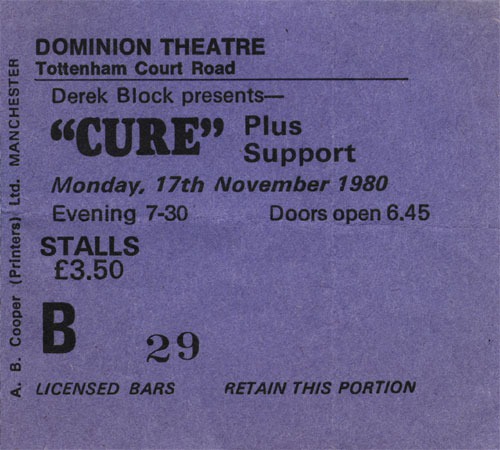 DOMINION THEATRE
Tottenham Court Road
Derek Block presents—
"CURE" Plus
Support
Monday, 17th November 1980
Evening 7-30 Doors open 6.45
STALLS
£3.50
B 29
LICENSED BARS RETAIN THIS PORTION
A. B. Cooper (Printers) Ltd. MANCHESTER